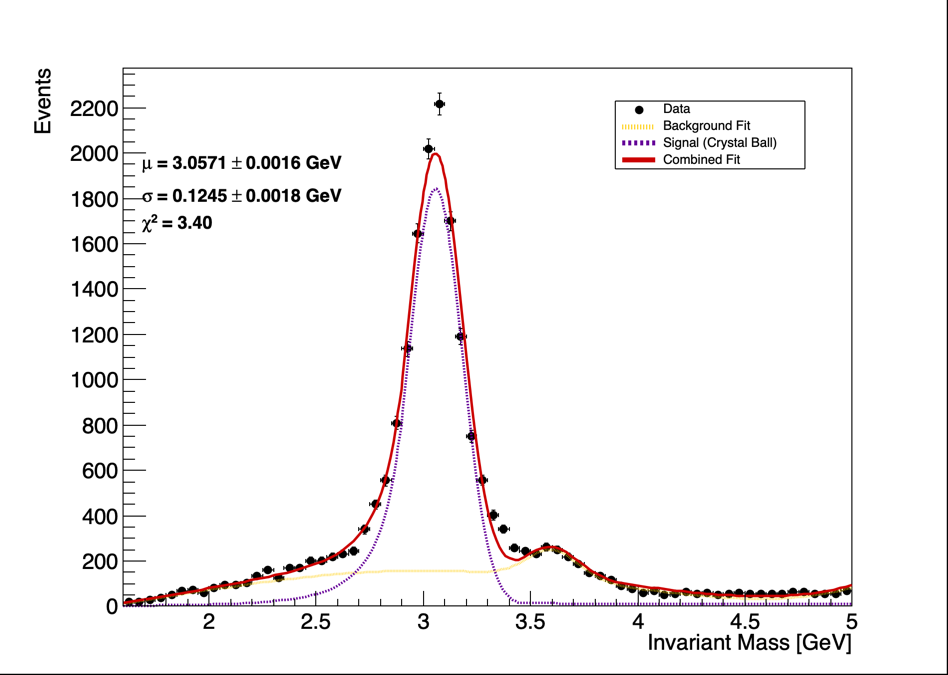 Events
2200
2000
1800
1600
1400
1200
1000
800
600
400
200
0
μ = 3.0571 ± 0.0016 GeV
σ = 0.1245 ± 0.0018 GeV
χ² = 3.40
Data
Background Fit
Signal (Crystal Ball)
Combined Fit
2 2.5 3 3.5 4 4.5 5
Invariant Mass [GeV]